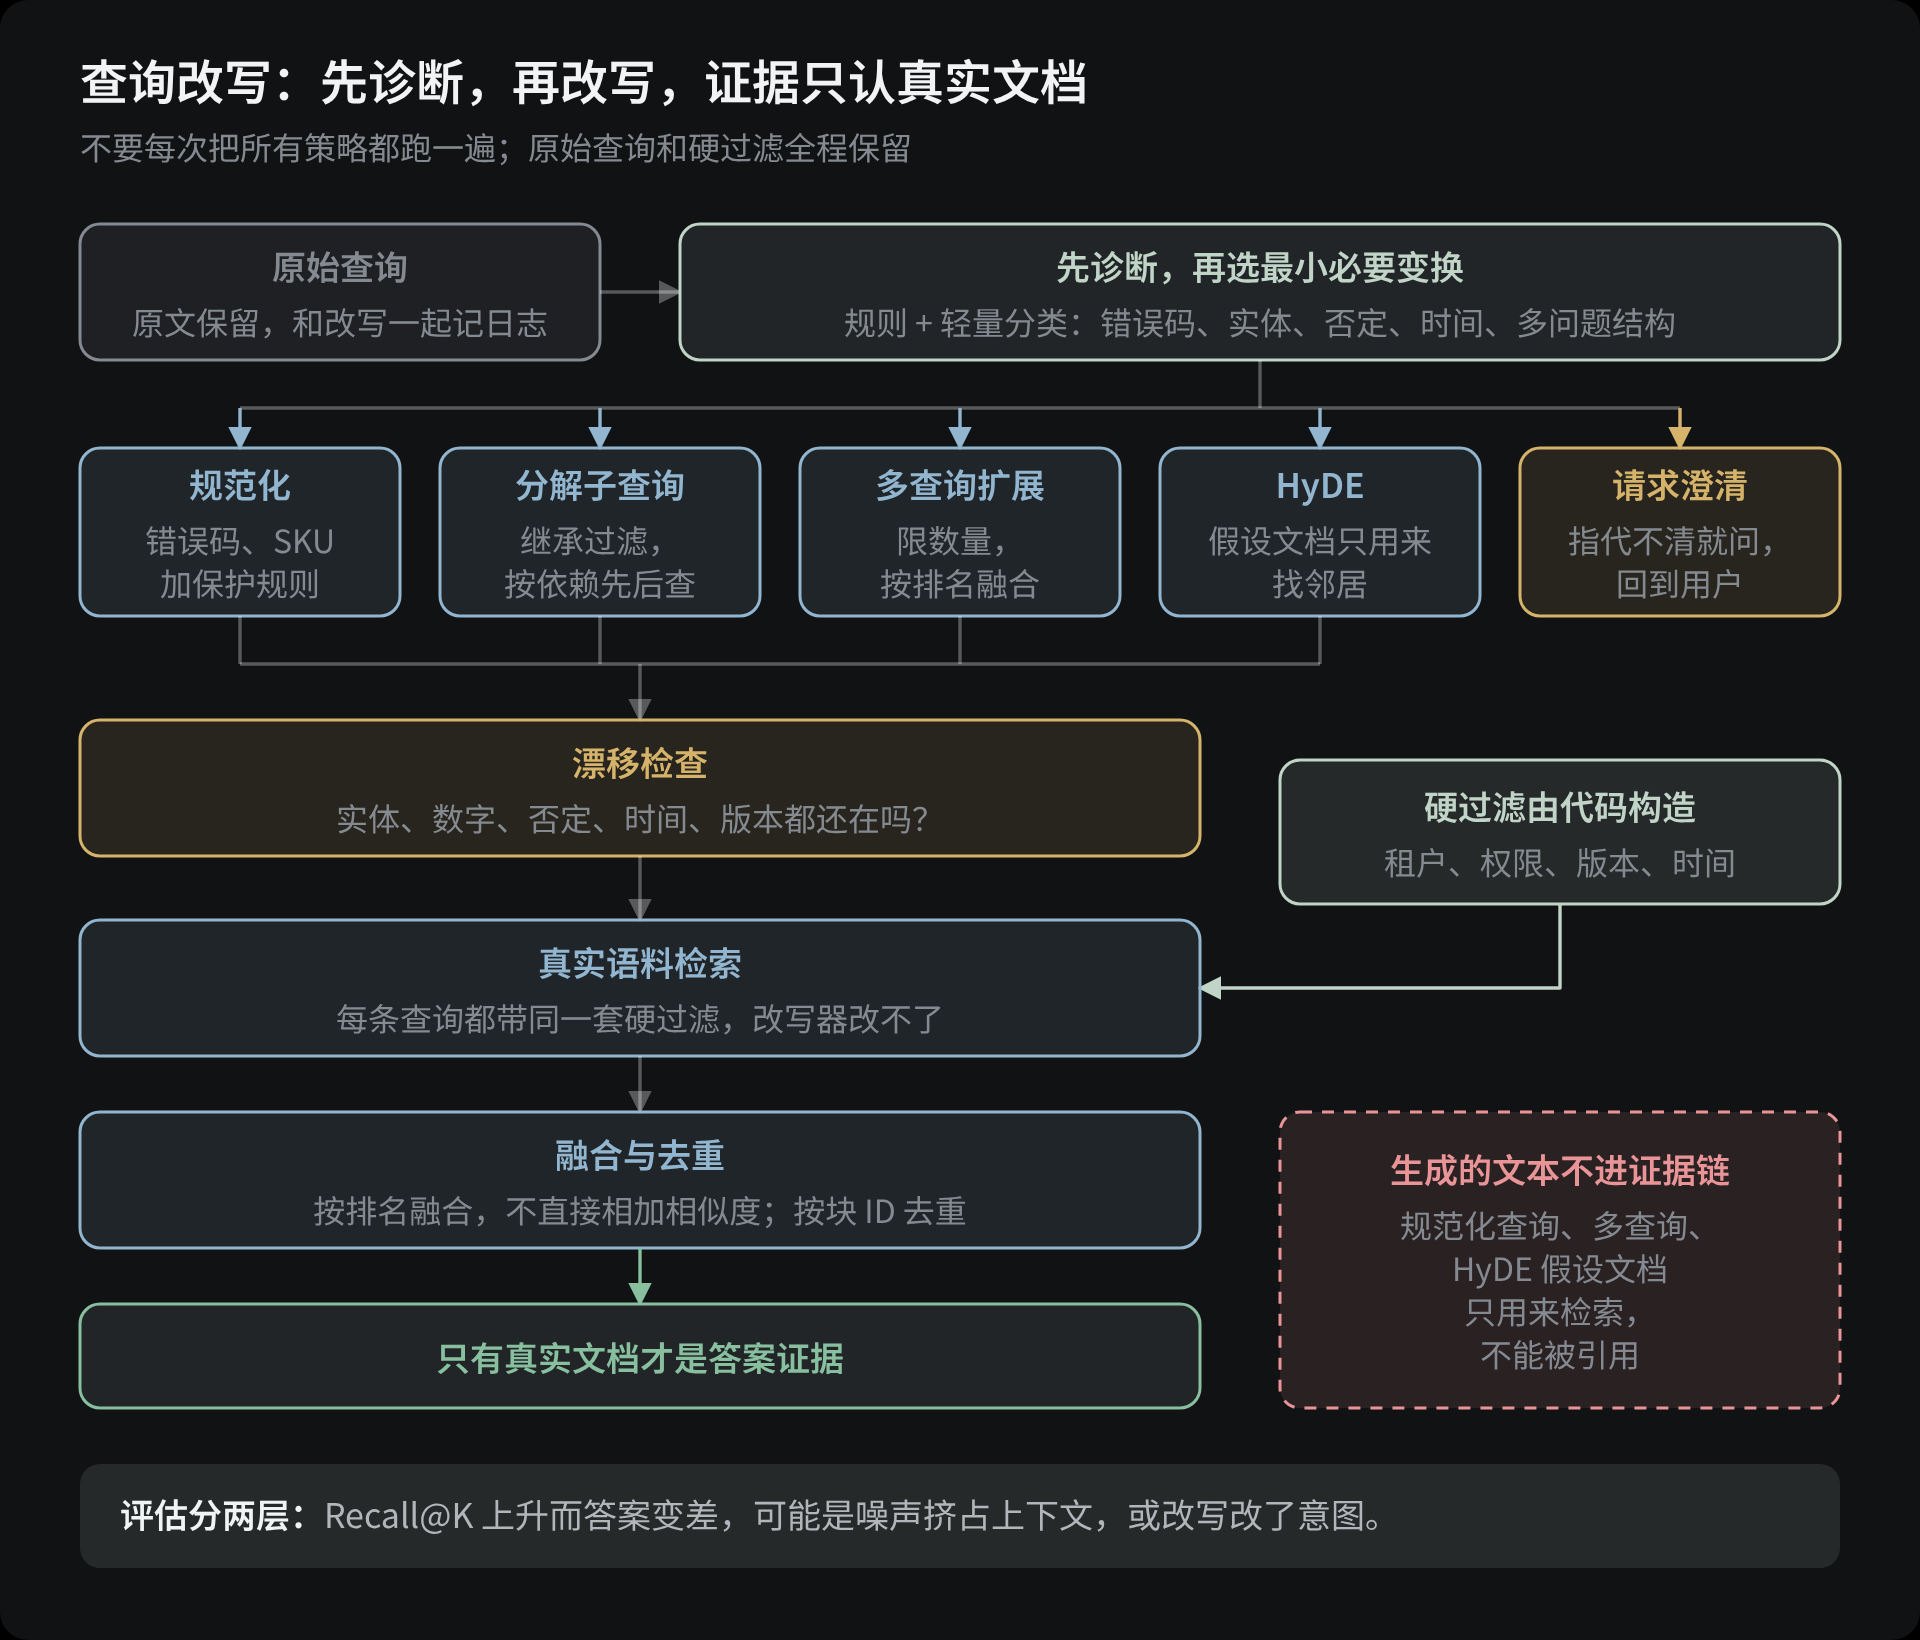 查询改写：先诊断，再改写，证据只认真实文档
不要每次把所有策略都跑一遍；原始查询和硬过滤全程保留
原始查询
原文保留，和改写一起记日志
先诊断，再选最小必要变换
规则 + 轻量分类：错误码、实体、否定、时间、多问题结构
规范化
错误码、SKU
加保护规则
分解子查询
继承过滤，
按依赖先后查
多查询扩展
限数量，
按排名融合
HyDE
假设文档只用来
找邻居
请求澄清
指代不清就问，
回到用户
漂移检查
实体、数字、否定、时间、版本都还在吗？
硬过滤由代码构造
租户、权限、版本、时间
真实语料检索
每条查询都带同一套硬过滤，改写器改不了
融合与去重
按排名融合，不直接相加相似度；按块 ID 去重
生成的文本不进证据链
规范化查询、多查询、
HyDE 假设文档
只用来检索，
不能被引用
只有真实文档才是答案证据
评估分两层：Recall@K 上升而答案变差，可能是噪声挤占上下文，或改写改了意图。